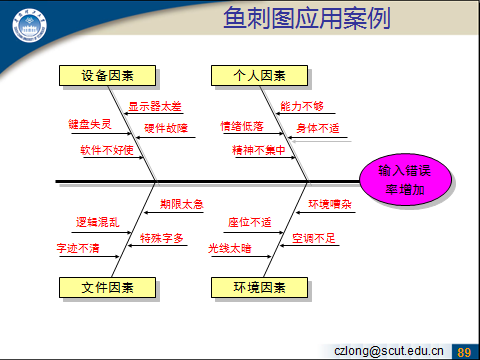 鱼刺图应用案例
设备因素
个人因素
显示器太差
键盘失灵
硬件故障
软件不好使
能力不够
情绪低落
身体不适
精神不集中
输入错误
率增加
期限太急
逻辑混乱
特殊字多
字迹不清
环境嘈杂
座位不适
空调不足
光线太暗
文件因素
环境因素
czlong@scut.edu.cn
89